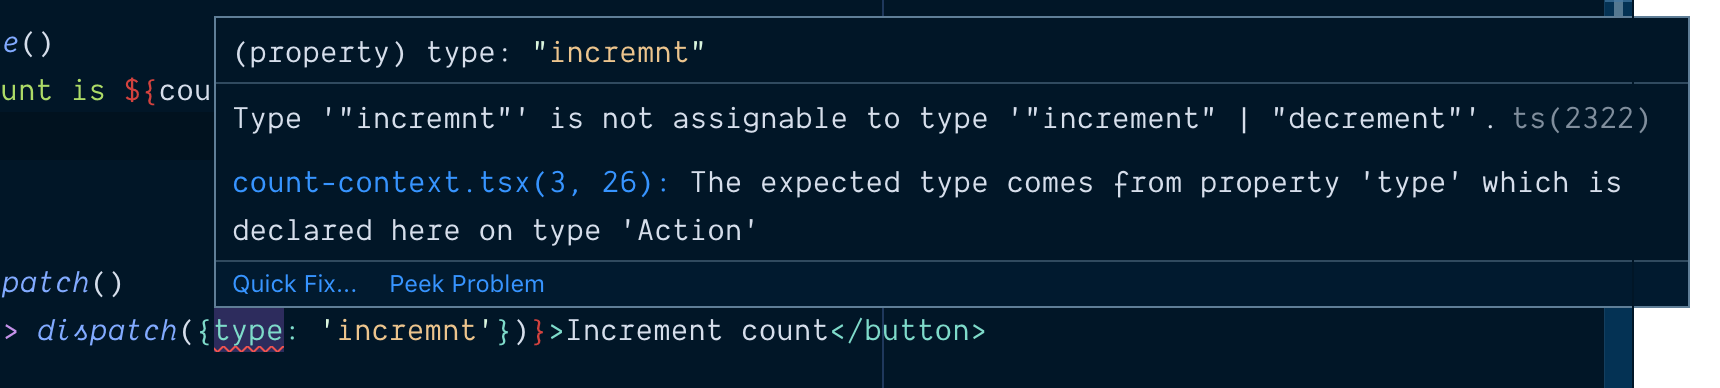 e()
(property) type: "incremnt"
unt is ${cou
Type '"incremnt"' is not assignable to type '"increment" | "decrement"'. ts(2322)
count-context.tsx(3, 26): The expected type comes from property 'type' which is
declared here on type 'Action'
patch()
Quick Fix... Peek Problem
> dispatch({type: 'incremnt'})}>Increment count</button>